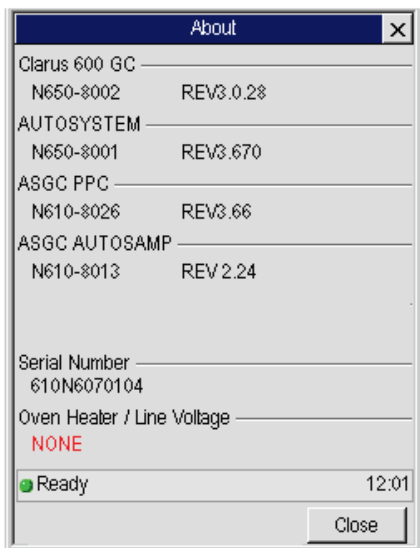 About
Clarus 600 GC
N650-8002 REV3.0.28
AUTOSYSTEM
N650-8001 REV3.670
ASGC PPC
N610-8026 REV3.66
ASGC AUTOSAMP
N610-8013 REV 2.24
Serial Number
610N6070104
Oven Heater / Line Voltage
NONE
Ready 12:01
Close